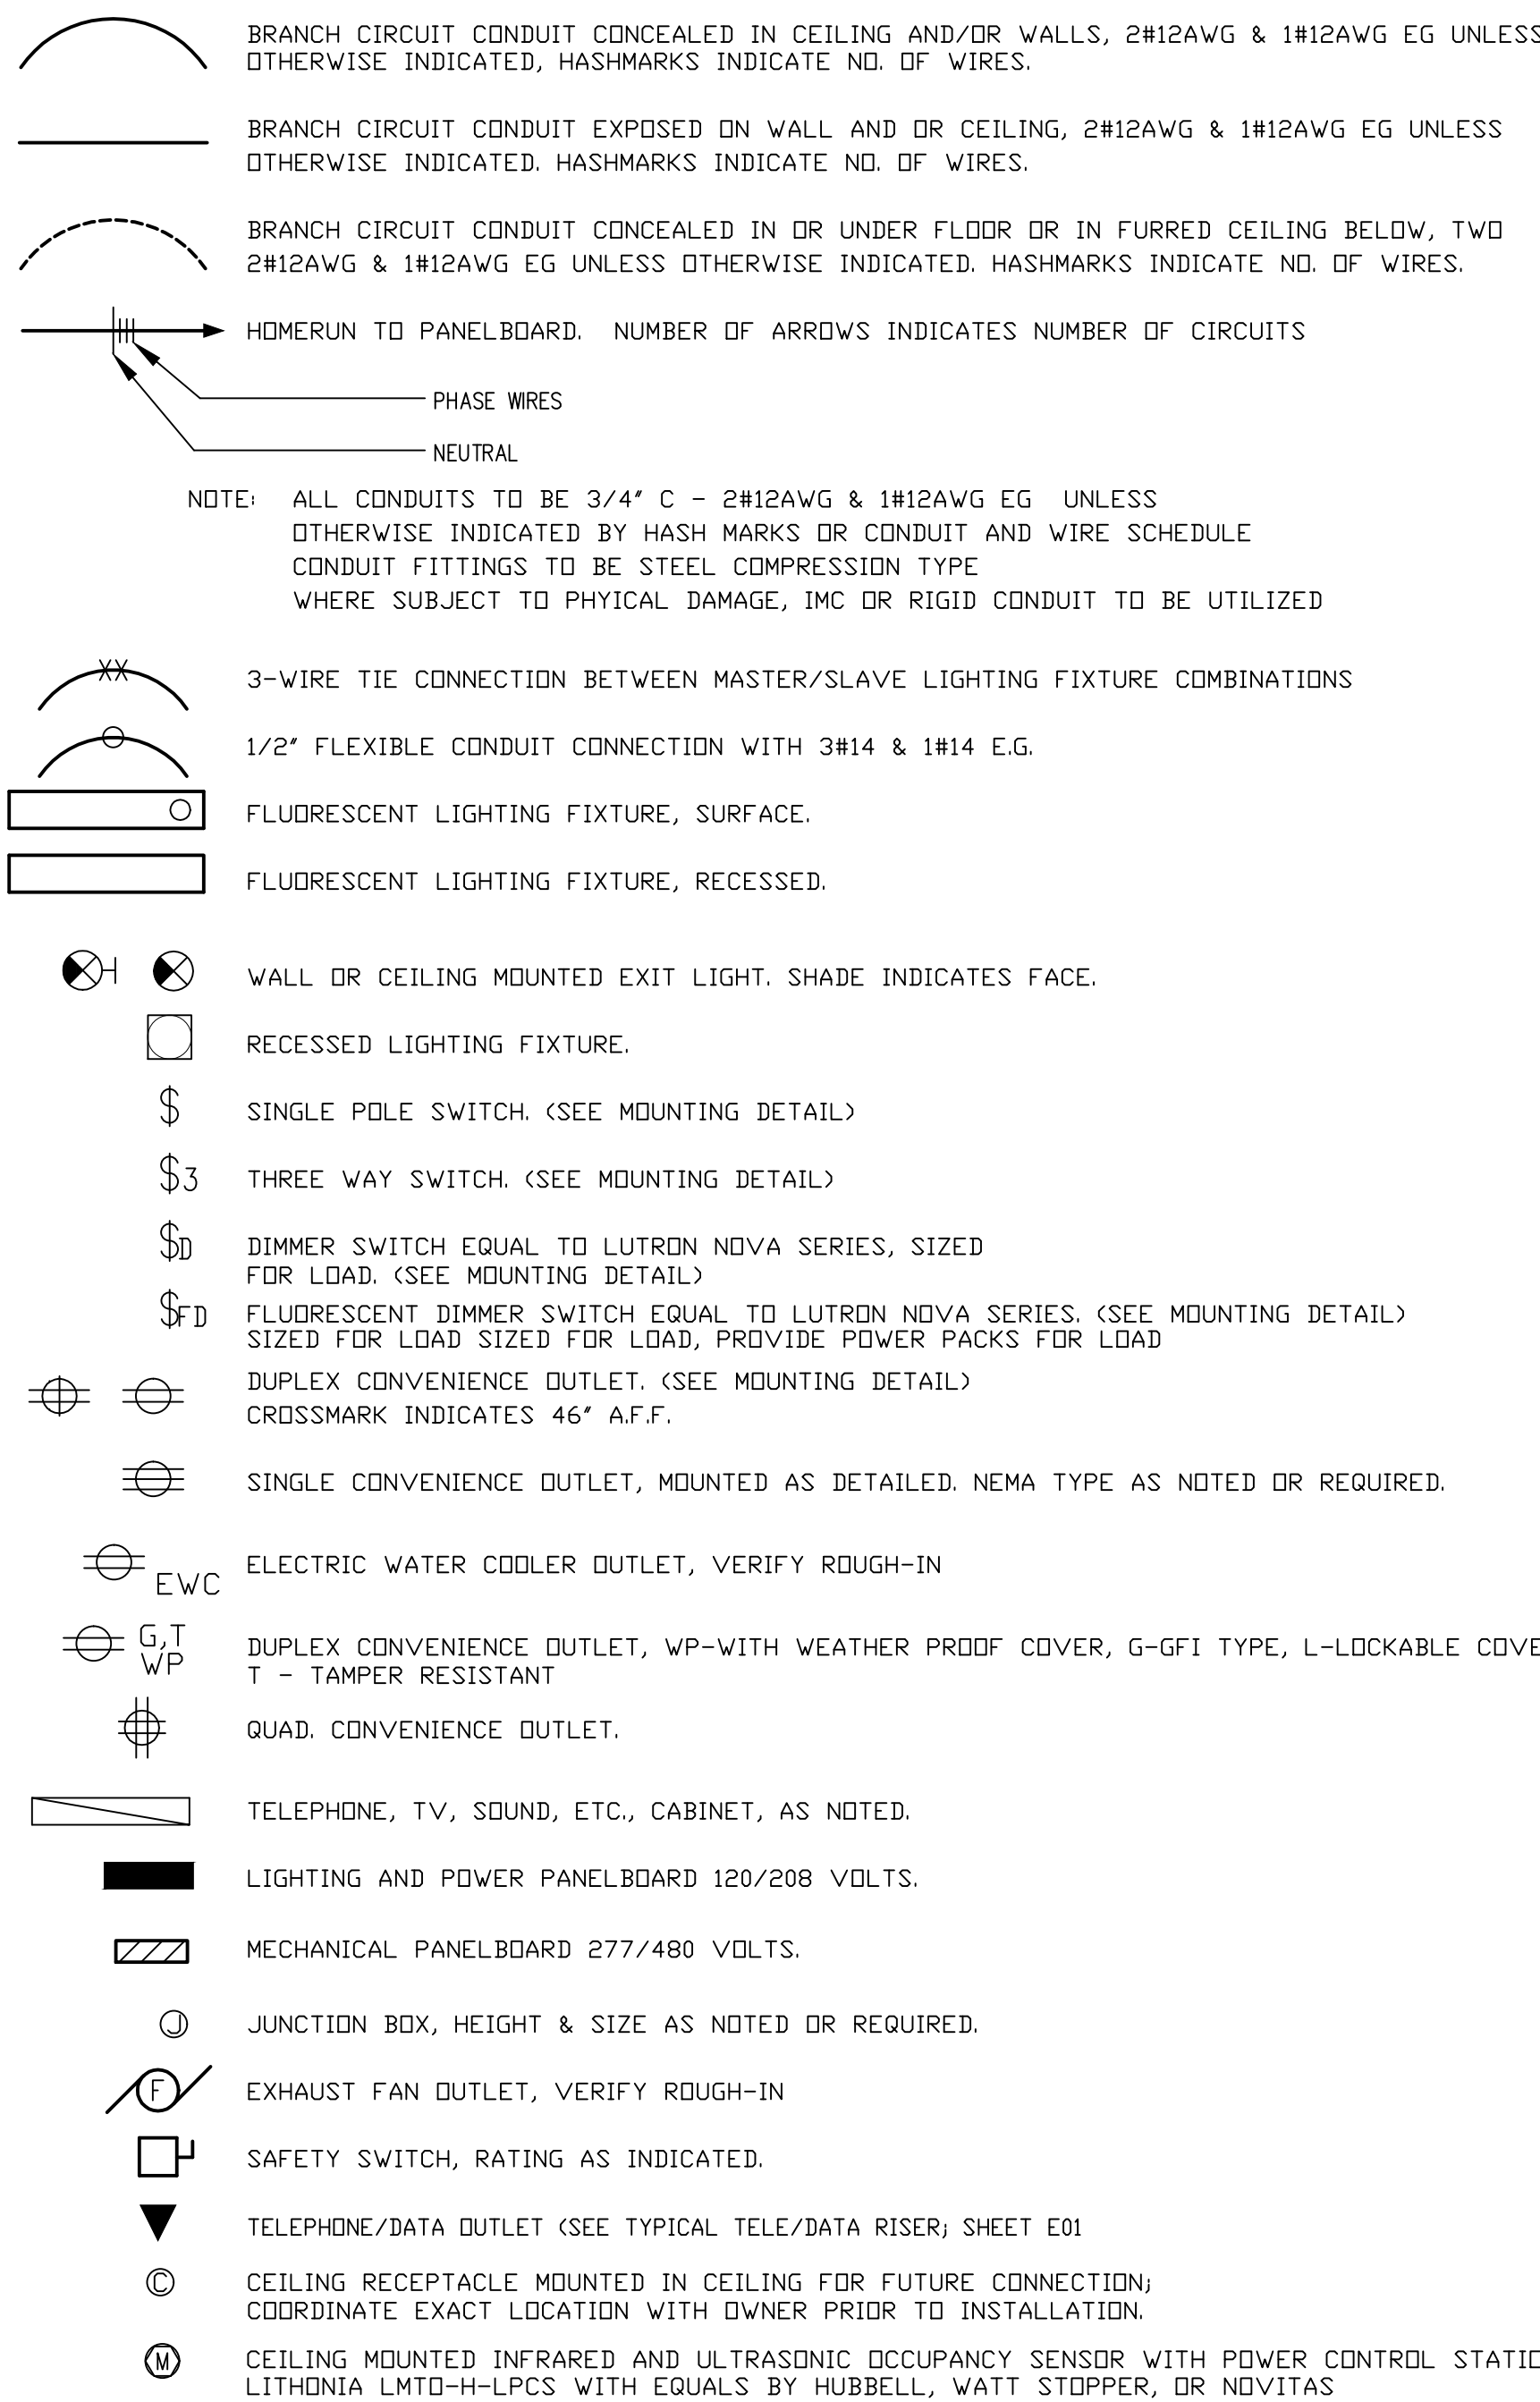 BRANCH CIRCUIT CONDUIT CONCEALED IN CEILING AND/OR WALLS, 2#12AWG & 1#12AWG EG UNLESS
OTHERWISE INDICATED, HASHMARKS INDICATE NO. OF WIRES.
BRANCH CIRCUIT CONDUIT EXPOSED ON WALL AND OR CEILING, 2#12AWG & 1#12AWG EG UNLESS
OTHERWISE INDICATED. HASHMARKS INDICATE NO. OF WIRES.
BRANCH CIRCUIT CONDUIT CONCEALED IN OR UNDER FLOOR OR IN FURRED CEILING BELOW, TWO
2#12AWG & 1#12AWG EG UNLESS OTHERWISE INDICATED. HASHMARKS INDICATE NO. OF WIRES.
HOMERUN TO PANELBOARD. NUMBER OF ARROWS INDICATES NUMBER OF CIRCUITS
PHASE WIRES
NEUTRAL
NOTE: ALL CONDUITS TO BE 3/4" C - 2#12AWG & 1#12AWG EG UNLESS
OTHERWISE INDICATED BY HASH MARKS OR CONDUIT AND WIRE SCHEDULE
CONDUIT FITTINGS TO BE STEEL COMPRESSION TYPE
WHERE SUBJECT TO PHYICAL DAMAGE, IMC OR RIGID CONDUIT TO BE UTILIZED
XX 3-WIRE TIE CONNECTION BETWEEN MASTER/SLAVE LIGHTING FIXTURE COMBINATIONS
1/2" FLEXIBLE CONDUIT CONNECTION WITH 3#14 & 1#14 E.G.
FLUORESCENT LIGHTING FIXTURE, SURFACE.
FLUORESCENT LIGHTING FIXTURE, RECESSED.
WALL OR CEILING MOUNTED EXIT LIGHT. SHADE INDICATES FACE.
RECESSED LIGHTING FIXTURE.
$ SINGLE POLE SWITCH. (SEE MOUNTING DETAIL)
$3 THREE WAY SWITCH. (SEE MOUNTING DETAIL)
$D DIMMER SWITCH EQUAL TO LUTRON NOVA SERIES, SIZED
FOR LOAD. (SEE MOUNTING DETAIL)
$FD FLUORESCENT DIMMER SWITCH EQUAL TO LUTRON NOVA SERIES. (SEE MOUNTING DETAIL)
SIZED FOR LOAD SIZED FOR LOAD, PROVIDE POWER PACKS FOR LOAD
DUPLEX CONVENIENCE OUTLET. (SEE MOUNTING DETAIL)
CROSSMARK INDICATES 46" A.F.F.
SINGLE CONVENIENCE OUTLET, MOUNTED AS DETAILED. NEMA TYPE AS NOTED OR REQUIRED.
EWC ELECTRIC WATER COOLER OUTLET, VERIFY ROUGH-IN
G,T
WP DUPLEX CONVENIENCE OUTLET, WP-WITH WEATHER PROOF COVER, G-GFI TYPE, L-LOCKABLE COVE
T - TAMPER RESISTANT
QUAD. CONVENIENCE OUTLET.
TELEPHONE, TV, SOUND, ETC., CABINET, AS NOTED.
LIGHTING AND POWER PANELBOARD 120/208 VOLTS.
MECHANICAL PANELBOARD 277/480 VOLTS.
J JUNCTION BOX, HEIGHT & SIZE AS NOTED OR REQUIRED.
F EXHAUST FAN OUTLET, VERIFY ROUGH-IN
SAFETY SWITCH, RATING AS INDICATED.
TELEPHONE/DATA OUTLET (SEE TYPICAL TELE/DATA RISER; SHEET E01
C CEILING RECEPTACLE MOUNTED IN CEILING FOR FUTURE CONNECTION;
COORDINATE EXACT LOCATION WITH OWNER PRIOR TO INSTALLATION.
M CEILING MOUNTED INFRARED AND ULTRASONIC OCCUPANCY SENSOR WITH POWER CONTROL STATIO
LITHONIA LMTO-H-LPCS WITH EQUALS BY HUBBELL, WATT STOPPER, OR NOVITAS